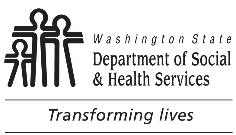 Washington State
Department of Social
& Health Services
Transforming lives